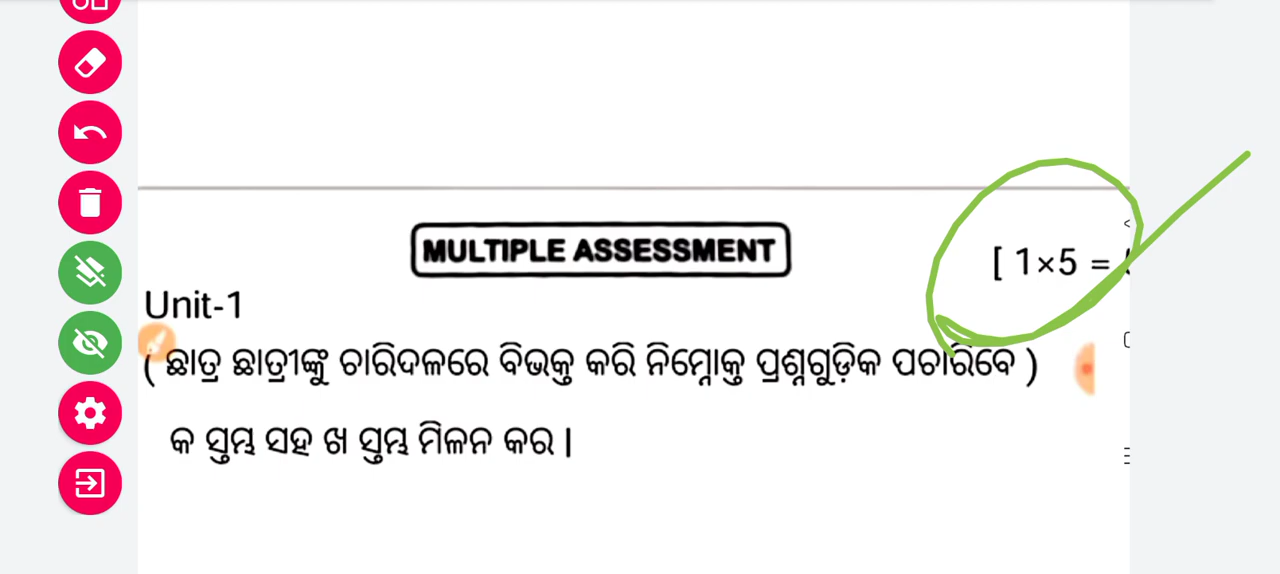 MULTIPLE ASSESSMENT
[ 1×5 =
Unit-1
( ଛାତ୍ର ଛାତ୍ରୀଙ୍କୁ ଚାରିଦଳରେ ବିଭକ୍ତ କରି ନିମ୍ନୋକ୍ତ ପ୍ରଶ୍ନଗୁଡ଼ିକ ପଚାରିବେ )
କ ସ୍ତମ୍ଭ ସହ ଖ ସ୍ତମ୍ଭ ମିଳନ କର |